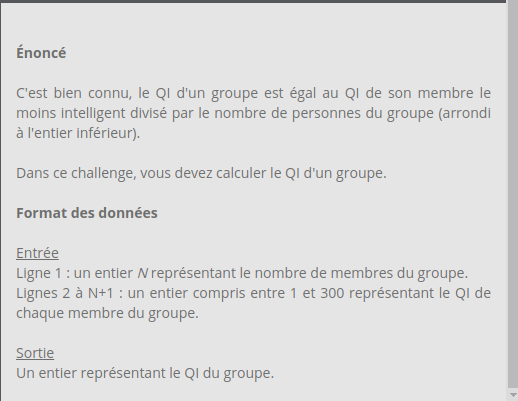 Énoncé
C'est bien connu, le QI d'un groupe est égal au QI de son membre le
moins intelligent divisé par le nombre de personnes du groupe (arrondi
à l'entier inférieur).
Dans ce challenge, vous devez calculer le QI d'un groupe.
Format des données
Entrée
Ligne 1 : un entier N représentant le nombre de membres du groupe.
Lignes 2 à N+1 : un entier compris entre 1 et 300 représentant le QI de
chaque membre du groupe.
Sortie
Un entier représentant le QI du groupe.